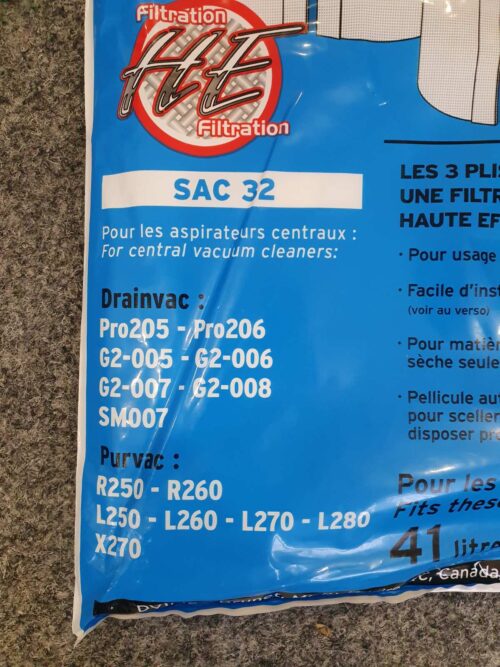 Filtration
HE
Filtration
SAC 32
Pour les aspirateurs centraux :
For central vacuum cleaners:
Drainvac :
Pro205 - Pro206
G2-005 - G2-006
G2-007 - G2-008
SM007
Purvac :
R250 - R260
L250 - L260 - L270 - L280
X270
LES 3 PLIS
UNE FILTR
HAUTE EF
· Pour usage
· Facile d'inst
(voir au verso)
· Pour matièr
sèche seule
· Pellicule au
pour sceller
disposer pr
Pour les
Fits these
41 litre
Canada